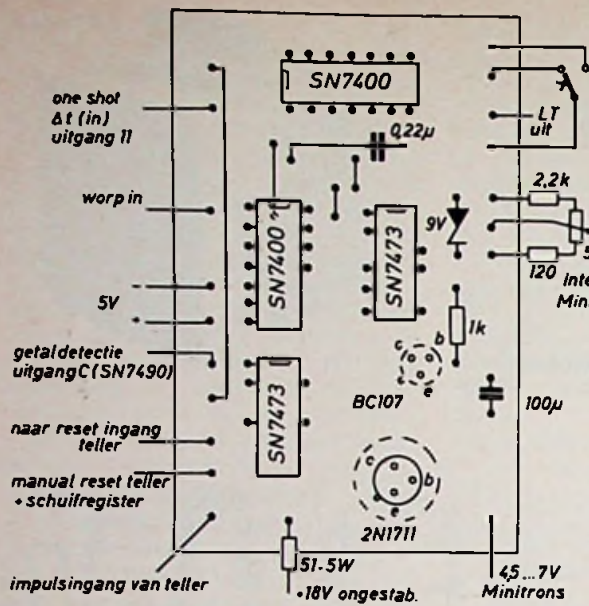 SN7400
one shot
Δt (in)
uitgang 11
LT
uit
0,22µ
worp in
2,2k
SN7400
SN7473
9V
120
5V
1k
getaldetectie
uitgang C (SN7490)
c
b
e
BC107
100µ
SN7473
naar reset ingang
teller
manual reset teller
+ schuifregister
c
b
e
2N1711
impulsingang van teller
51-5W
+18V ongestab.
4,5...7V
Minitrons